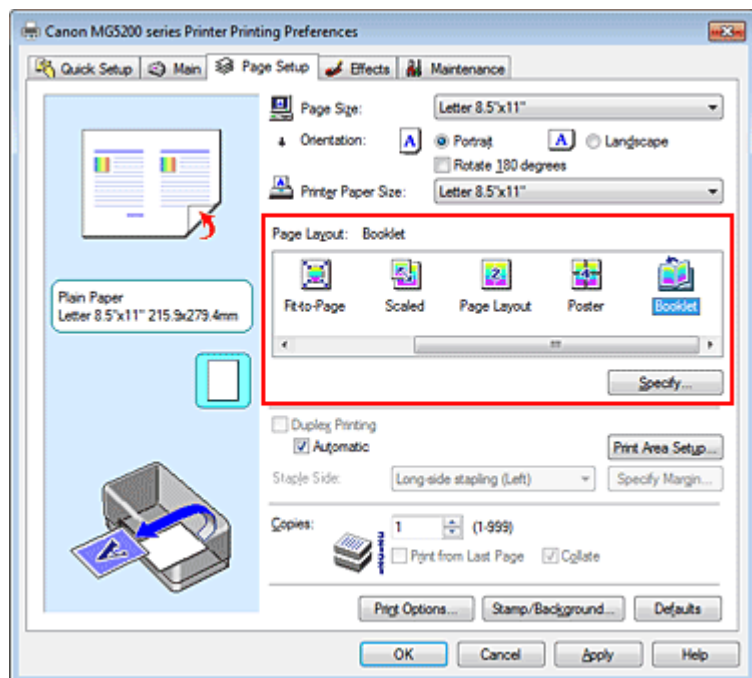 Canon MG5200 series Printer Printing Preferences
Quick Setup Main Page Setup Effects Maintenance
Page Size: Letter 8.5"x11"
Orientation: A Portrait A Landscape
Rotate 180 degrees
Printer Paper Size: Letter 8.5"x11"
Page Layout: Booklet
Fit-to-Page Scaled Page Layout Poster Booklet
Plain Paper
Letter 8.5"x11" 215.9x279.4mm
Specify...
Duplex Printing
Automatic Print Area Setup...
Staple Side: Long-side stapling (Left) Specify Margin...
Copies: 1 (1-999)
Print from Last Page Collate
Print Options... Stamp/Background... Defaults
OK Cancel Apply Help